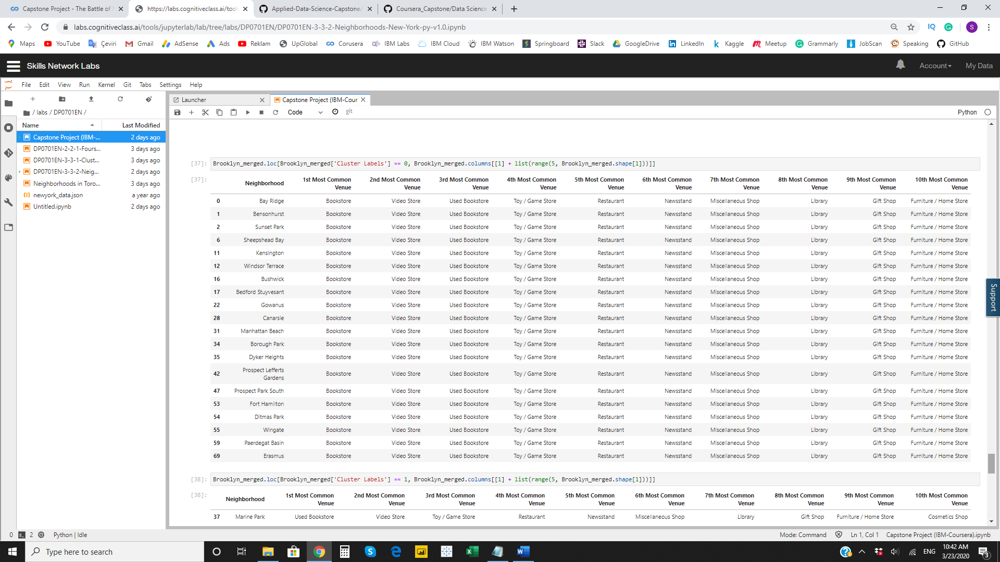 Capstone Project - The Battle of
https://labs.cognitiveclass.ai/tool
Applied-Data-Science-Capstone/
Coursera_Capstone/Data Science
labs.cognitiveclass.ai/tools/jupyterlab/lab/tree/labs/DP0701EN/DP0701EN-3-3-2-Neighborhoods-New-York-py-v1.0.ipynb
IQ
S
Maps YouTube Çeviri Gmail AdSense Ads Reklam UpGlobal Corusera IBM Labs IBM Cloud IBM Watson Springboard Slack GoogleDrive LinkedIn Kaggle Meetup Grammarly JobScan Speaking GitHub
Skills Network Labs Account My Data
File Edit View Run Kernel Git Tabs Settings Help
/ labs / DP0701EN /
Name Last Modified
Capstone Project (IBM-... 2 days ago
DP0701EN-2-2-1-Fours... 3 days ago
DP0701EN-3-3-1-Clust... 3 days ago
DP0701EN-3-3-2-Neig... 2 days ago
Neighborhoods in Toro... 3 days ago
newyork_data.json a year ago
Untitled.ipynb 2 days ago
Launcher
Capstone Project (IBM-Cour
Code git Python
[37]: Brooklyn_merged.loc[Brooklyn_merged['Cluster Labels'] == 0, Brooklyn_merged.columns[[1] + list(range(5, Brooklyn_merged.shape[1]))]]
[37]: Neighborhood 1st Most Common Venue 2nd Most Common Venue 3rd Most Common Venue 4th Most Common Venue 5th Most Common Venue 6th Most Common Venue 7th Most Common Venue 8th Most Common Venue 9th Most Common Venue 10th Most Common Venue
0 Bay Ridge Bookstore Video Store Used Bookstore Toy / Game Store Restaurant Newsstand Miscellaneous Shop Library Gift Shop Furniture / Home Store
1 Bensonhurst Bookstore Video Store Used Bookstore Toy / Game Store Restaurant Newsstand Miscellaneous Shop Library Gift Shop Furniture / Home Store
2 Sunset Park Bookstore Video Store Used Bookstore Toy / Game Store Restaurant Newsstand Miscellaneous Shop Library Gift Shop Furniture / Home Store
6 Sheepshead Bay Bookstore Video Store Used Bookstore Toy / Game Store Restaurant Newsstand Miscellaneous Shop Library Gift Shop Furniture / Home Store
11 Kensington Bookstore Video Store Used Bookstore Toy / Game Store Restaurant Newsstand Miscellaneous Shop Library Gift Shop Furniture / Home Store
12 Windsor Terrace Bookstore Video Store Used Bookstore Toy / Game Store Restaurant Newsstand Miscellaneous Shop Library Gift Shop Furniture / Home Store
16 Bushwick Bookstore Video Store Used Bookstore Toy / Game Store Restaurant Newsstand Miscellaneous Shop Library Gift Shop Furniture / Home Store
17 Bedford Stuyvesant Bookstore Video Store Used Bookstore Toy / Game Store Restaurant Newsstand Miscellaneous Shop Library Gift Shop Furniture / Home Store
22 Gowanus Bookstore Video Store Used Bookstore Toy / Game Store Restaurant Newsstand Miscellaneous Shop Library Gift Shop Furniture / Home Store
28 Canarsie Bookstore Video Store Used Bookstore Toy / Game Store Restaurant Newsstand Miscellaneous Shop Library Gift Shop Furniture / Home Store
31 Manhattan Beach Bookstore Video Store Used Bookstore Toy / Game Store Restaurant Newsstand Miscellaneous Shop Library Gift Shop Furniture / Home Store
34 Borough Park Bookstore Video Store Used Bookstore Toy / Game Store Restaurant Newsstand Miscellaneous Shop Library Gift Shop Furniture / Home Store
35 Dyker Heights Bookstore Video Store Used Bookstore Toy / Game Store Restaurant Newsstand Miscellaneous Shop Library Gift Shop Furniture / Home Store
42 Prospect Lefferts Gardens Bookstore Video Store Used Bookstore Toy / Game Store Restaurant Newsstand Miscellaneous Shop Library Gift Shop Furniture / Home Store
47 Prospect Park South Bookstore Video Store Used Bookstore Toy / Game Store Restaurant Newsstand Miscellaneous Shop Library Gift Shop Furniture / Home Store
53 Fort Hamilton Bookstore Video Store Used Bookstore Toy / Game Store Restaurant Newsstand Miscellaneous Shop Library Gift Shop Furniture / Home Store
54 Ditmas Park Bookstore Video Store Used Bookstore Toy / Game Store Restaurant Newsstand Miscellaneous Shop Library Gift Shop Furniture / Home Store
55 Wingate Bookstore Video Store Used Bookstore Toy / Game Store Restaurant Newsstand Miscellaneous Shop Library Gift Shop Furniture / Home Store
59 Paerdegat Basin Bookstore Video Store Used Bookstore Toy / Game Store Restaurant Newsstand Miscellaneous Shop Library Gift Shop Furniture / Home Store
69 Erasmus Bookstore Video Store Used Bookstore Toy / Game Store Restaurant Newsstand Miscellaneous Shop Library Gift Shop Furniture / Home Store
[38]: Brooklyn_merged.loc[Brooklyn_merged['Cluster Labels'] == 1, Brooklyn_merged.columns[[1] + list(range(5, Brooklyn_merged.shape[1]))]]
[38]: Neighborhood 1st Most Common Venue 2nd Most Common Venue 3rd Most Common Venue 4th Most Common Venue 5th Most Common Venue 6th Most Common Venue 7th Most Common Venue 8th Most Common Venue 9th Most Common Venue 10th Most Common Venue
37 Marine Park Used Bookstore Video Store Toy / Game Store Restaurant Newsstand Miscellaneous Shop Library Gift Shop Furniture / Home Store Cosmetics Shop
Support
0 2 Python | Idle Mode: Command Ln 1, Col 1 Capstone Project (IBM-Coursera).ipynb
Type here to search
ENG
10:42 AM
3/23/2020
3